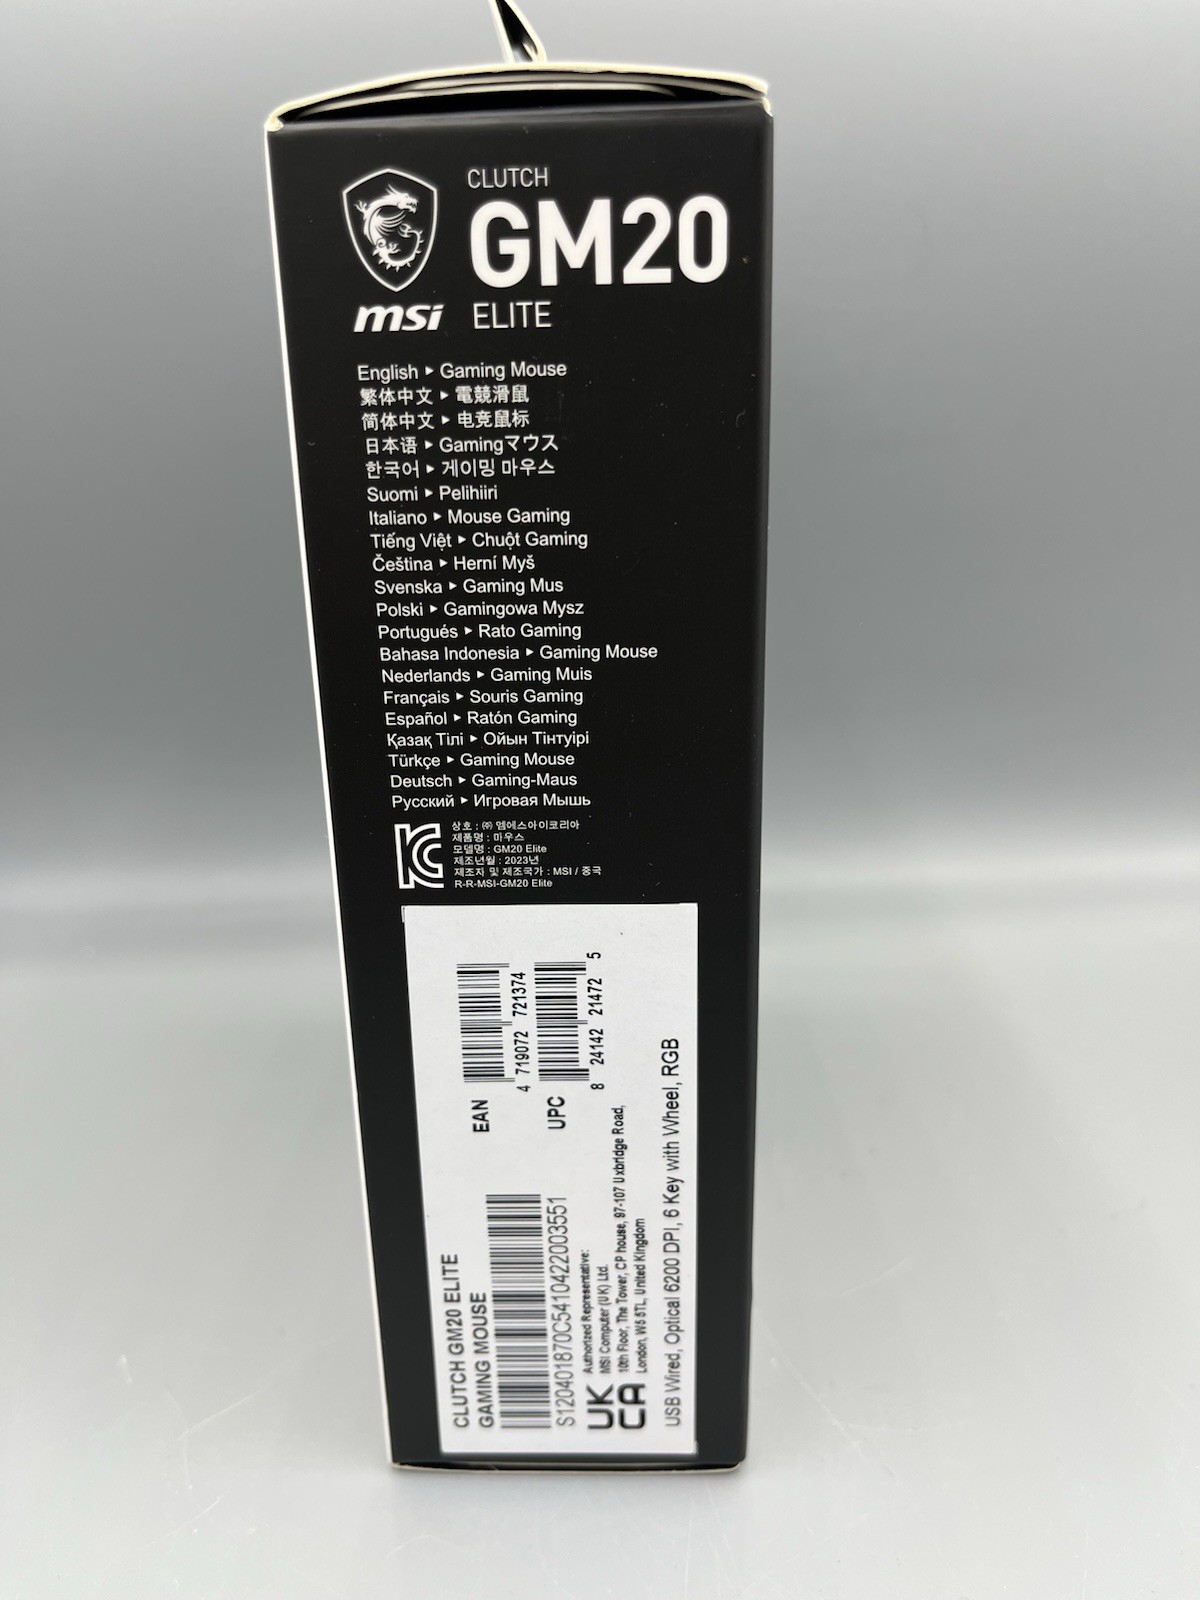 CLUTCH
GM20
msi ELITE
English ▸ Gaming Mouse
繁体中文 ▸ 電競滑鼠
简体中文 ▸ 电竞鼠标
日本语 ▸ Gamingマウス
한국어 ▸ 게이밍 마우스
Suomi ▸ Pelihiiri
Italiano ▸ Mouse Gaming
Tiếng Việt ▸ Chuột Gaming
Čeština ▸ Herní Myš
Svenska ▸ Gaming Mus
Polski ▸ Gamingowa Mysz
Português ▸ Rato Gaming
Bahasa Indonesia ▸ Gaming Mouse
Nederlands ▸ Gaming Muis
Français ▸ Souris Gaming
Español ▸ Ratón Gaming
Қазақ Тілі ▸ Ойын Тінтуірі
Türkçe ▸ Gaming Mouse
Deutsch ▸ Gaming-Maus
Русский ▸ Игровая Мышь
상호 : ㈜ 엠에스아이코리아
제품명 : 마우스
모델명 : GM20 Elite
제조년월 : 2023년
제조자 및 제조국가 : MSI / 중국
R-R-MSI-GM20 Elite
CLUTCH GM20 ELITE
GAMING MOUSE
S120401870C5410422003551
EAN
4 719072 721374
UPC
8 24142 21472 5
UK
CA
Authorized Representative:
MSI Computer (UK) Ltd.
10th Floor, The Tower, CP house, 97-107 Uxbridge Road,
London, W5 5TL, United Kingdom
USB Wired, Optical 6200 DPI, 6 Key with Wheel, RGB